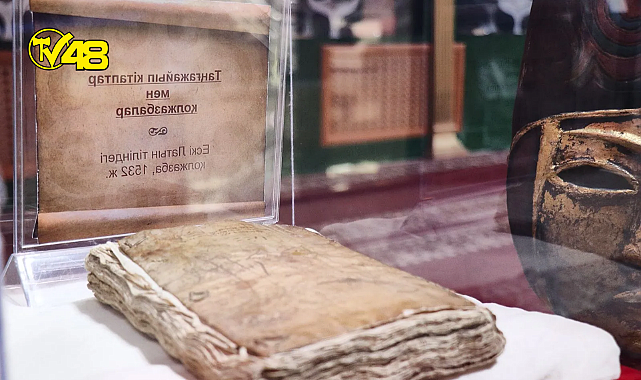 TV48
Таңғажайып кітаптар
мен
қолжазбалар
Ескі Латын тіліндегі
қолжазба, 1532 ж.